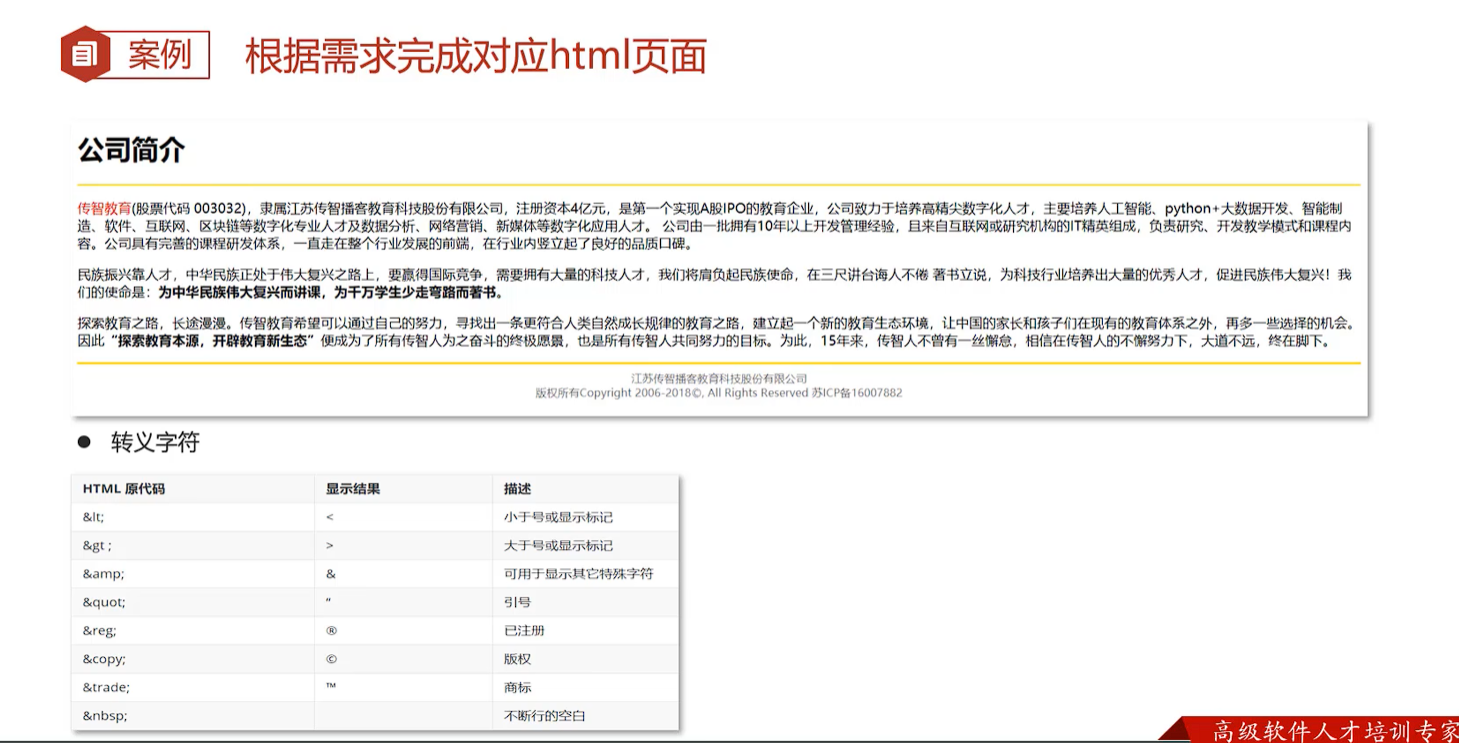 案例 根据需求完成对应html页面
公司简介
传智教育(股票代码 003032)，隶属江苏传智播客教育科技股份有限公司，注册资本4亿元，是第一个实现A股IPO的教育企业，公司致力于培养高精尖数字化人才，主要培养人工智能、python+大数据开发、智能制
造、软件、互联网、区块链等数字化专业人才及数据分析、网络营销、新媒体等数字化应用人才。 公司由一批拥有10年以上开发管理经验，且来自互联网或研究机构的IT精英组成，负责研究、开发教学模式和课程内
容。公司具有完善的课程研发体系，一直走在整个行业发展的前端，在行业内竖立起了良好的品质口碑。
民族振兴靠人才，中华民族正处于伟大复兴之路上，要赢得国际竞争，需要拥有大量的科技人才，我们将肩负起民族使命，在三尺讲台诲人不倦 著书立说，为科技行业培养出大量的优秀人才，促进民族伟大复兴！我
们的使命是：为中华民族伟大复兴而讲课，为千万学生少走弯路而著书。
探索教育之路，长途漫漫。传智教育希望可以通过自己的努力，寻找出一条更符合人类自然成长规律的教育之路，建立起一个新的教育生态环境，让中国的家长和孩子们在现有的教育体系之外，再多一些选择的机会。
因此“探索教育本源，开辟教育新生态”便成为了所有传智人为之奋斗的终极愿景，也是所有传智人共同努力的目标。为此，15年来，传智人不曾有一丝懈怠，相信在传智人的不懈努力下，大道不远，终在脚下。
江苏传智播客教育科技股份有限公司
版权所有Copyright 2006-2018©, All Rights Reserved 苏ICP备16007882
● 转义字符
HTML 原代码 显示结果 描述
&lt; < 小于号或显示标记
&gt ; > 大于号或显示标记
&amp; & 可用于显示其它特殊字符
&quot; " 引号
&reg; ® 已注册
&copy; © 版权
&trade; ™ 商标
&nbsp; 不断行的空白
高级软件人才培训专家